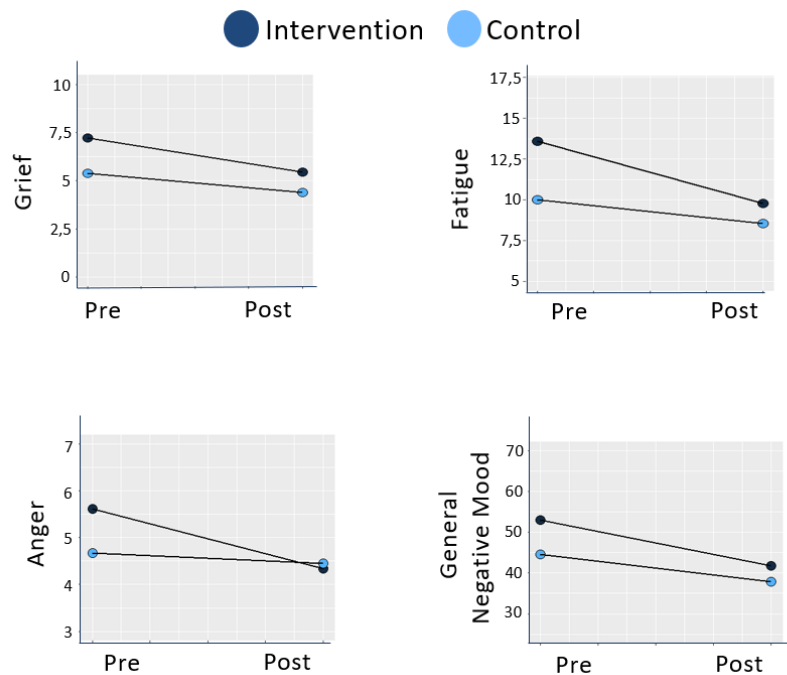 Intervention Control
10
7,5
5
2,5
0
Grief
Pre Post
17,5
15
12,5
10
7,5
5
Fatigue
Pre Post
7
6
5
4
3
Anger
Pre Post
70
60
50
40
30
General
Negative Mood
Pre Post